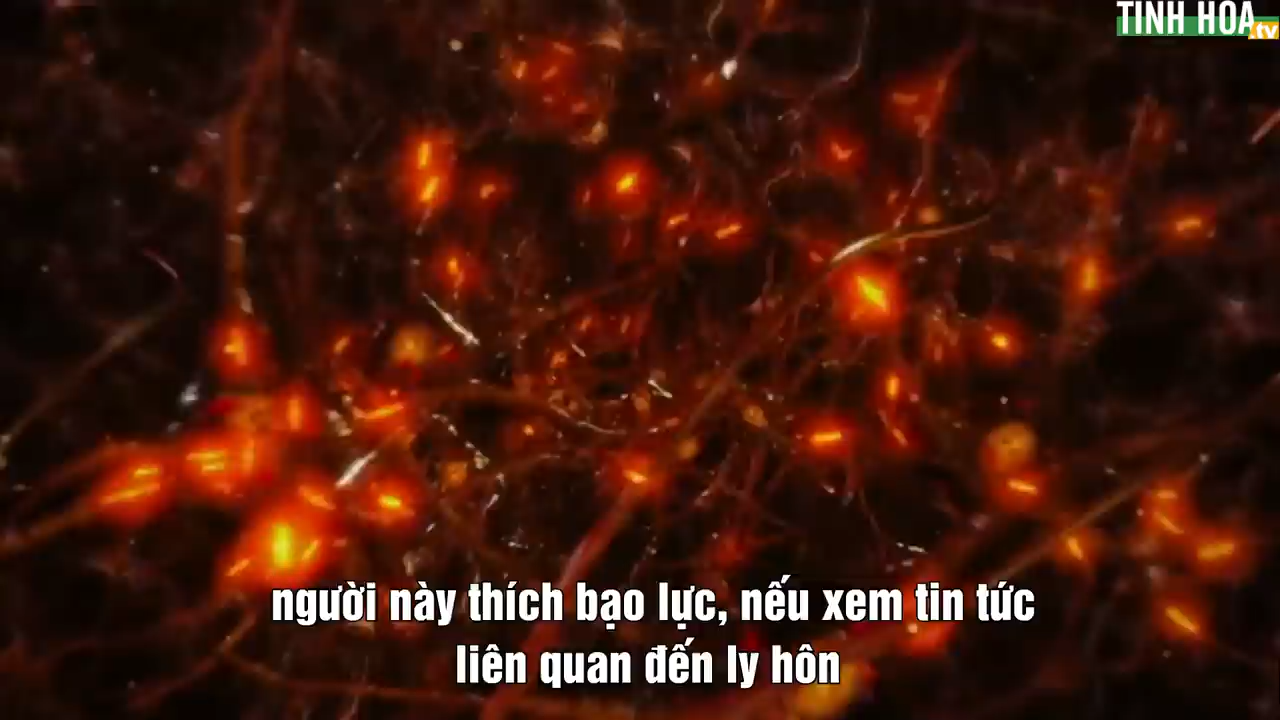 TINH HOA
.tv
người này thích bạo lực, nếu xem tin tức
liên quan đến ly hôn